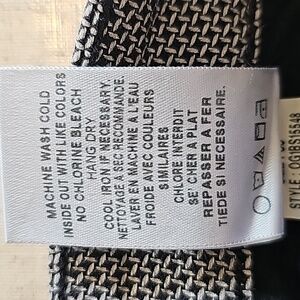 MACHINE WASH COLD
INSIDE OUT WITH LIKE COLORS
NO CHLORINE BLEACH
HANG DRY
COOL IRON IF NECESSARY.
NETTOYAGE A SEC RECOMMANDE.
LAVER EN MACHINE A L'EAU
FROIDE AVEC COULEURS
SIMILAIRES
CHLORE INTERDIT
SE' CHER A PLAT
REPASSER A FER
TIEDE SI NECESSAIRE.
STYLE : OGIBS16548